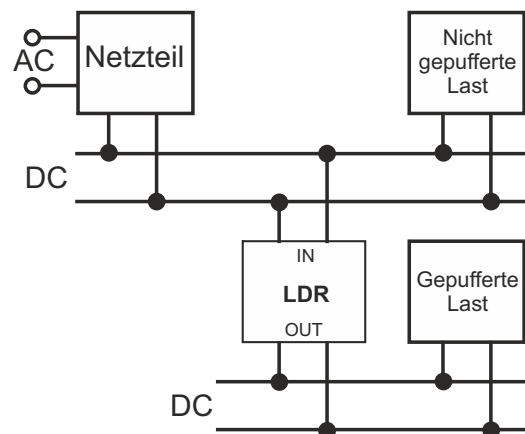 AC
Netzteil
Nicht
gepufferte
Last
DC
IN
LDR
OUT
Gepufferte
Last
DC